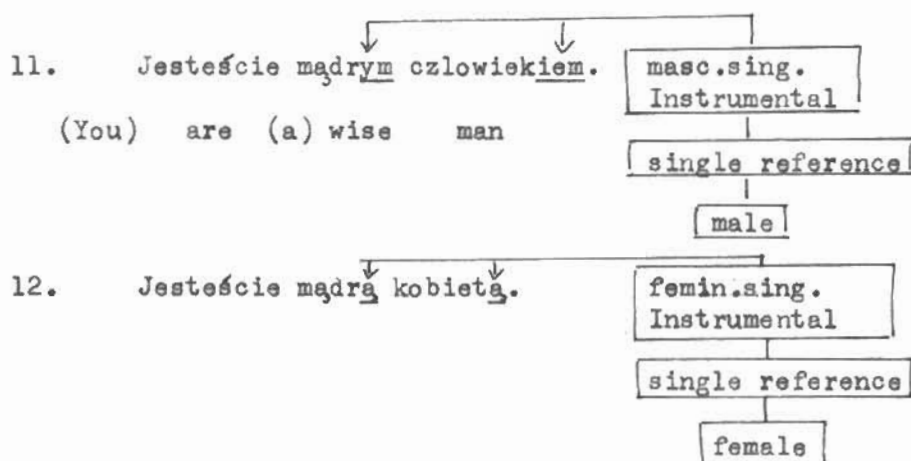 11. Jesteście mądrym czlowiekiem. masc.sing.
Instrumental
(You) are (a) wise man
single reference
male
12. Jesteście mądrą kobietą. femin.sing.
Instrumental
single reference
female